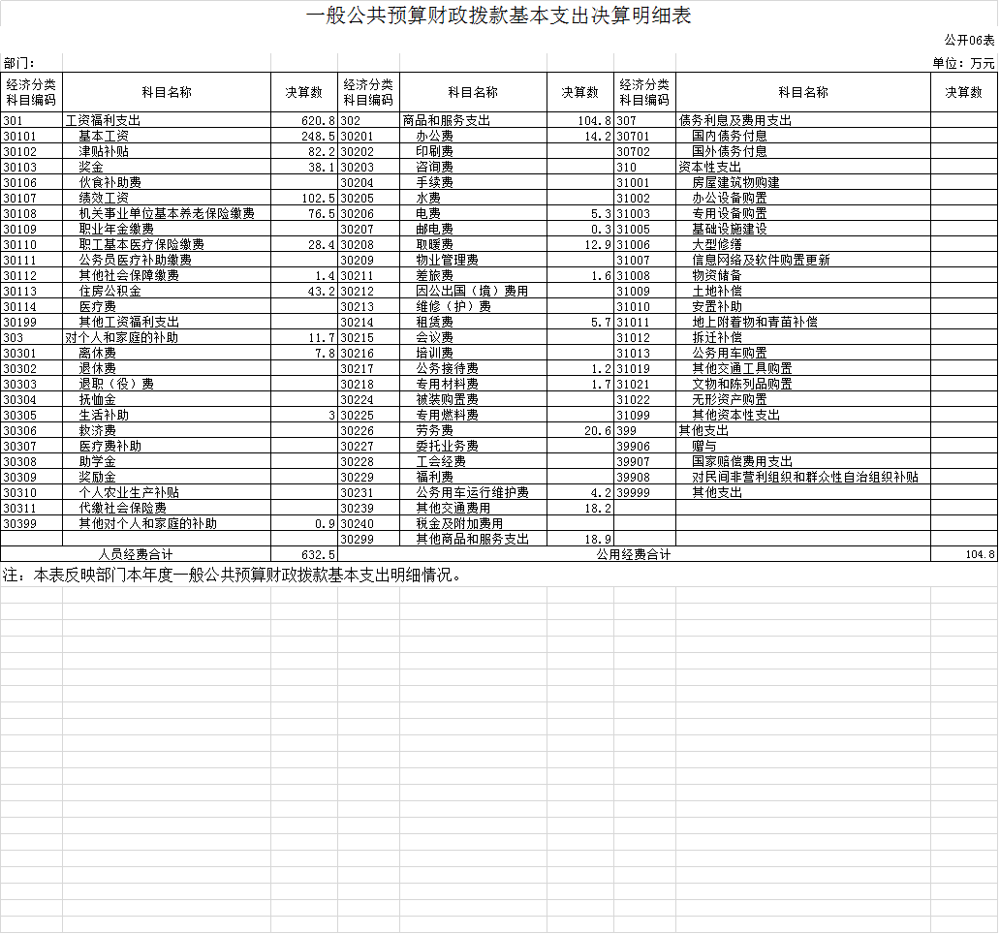 一般公共预算财政拨款基本支出决算明细表
公开06表
部门： 单位：万元
经济分类科目编码 科目名称 决算数 经济分类科目编码 科目名称 决算数 经济分类科目编码 科目名称 决算数
301 工资福利支出 620.8 302 商品和服务支出 104.8 307 债务利息及费用支出
30101 基本工资 248.5 30201 办公费 14.2 30701 国内债务付息
30102 津贴补贴 82.2 30202 印刷费 30702 国外债务付息
30103 奖金 38.1 30203 咨询费 310 资本性支出
30106 伙食补助费 30204 手续费 31001 房屋建筑物购建
30107 绩效工资 102.5 30205 水费 31002 办公设备购置
30108 机关事业单位基本养老保险缴费 76.5 30206 电费 5.3 31003 专用设备购置
30109 职业年金缴费 30207 邮电费 0.3 31005 基础设施建设
30110 职工基本医疗保险缴费 28.4 30208 取暖费 12.9 31006 大型修缮
30111 公务员医疗补助缴费 30209 物业管理费 31007 信息网络及软件购置更新
30112 其他社会保障缴费 1.4 30211 差旅费 1.6 31008 物资储备
30113 住房公积金 43.2 30212 因公出国（境）费用 31009 土地补偿
30114 医疗费 30213 维修（护）费 31010 安置补助
30199 其他工资福利支出 30214 租赁费 5.7 31011 地上附着物和青苗补偿
303 对个人和家庭的补助 11.7 30215 会议费 31012 拆迁补偿
30301 离休费 7.8 30216 培训费 31013 公务用车购置
30302 退休费 30217 公务接待费 1.2 31019 其他交通工具购置
30303 退职（役）费 30218 专用材料费 1.7 31021 文物和陈列品购置
30304 抚恤金 30224 被装购置费 31022 无形资产购置
30305 生活补助 3 30225 专用燃料费 31099 其他资本性支出
30306 救济费 30226 劳务费 20.6 399 其他支出
30307 医疗费补助 30227 委托业务费 39906 赠与
30308 助学金 30228 工会经费 39907 国家赔偿费用支出
30309 奖励金 30229 福利费 39908 对民间非营利组织和群众性自治组织补贴
30310 个人农业生产补贴 30231 公务用车运行维护费 4.2 39999 其他支出
30311 代缴社会保险费 30239 其他交通费用 18.2
30399 其他对个人和家庭的补助 0.9 30240 税金及附加费用
30299 其他商品和服务支出 18.9
人员经费合计 632.5 公用经费合计 104.8
注：本表反映部门本年度一般公共预算财政拨款基本支出明细情况。